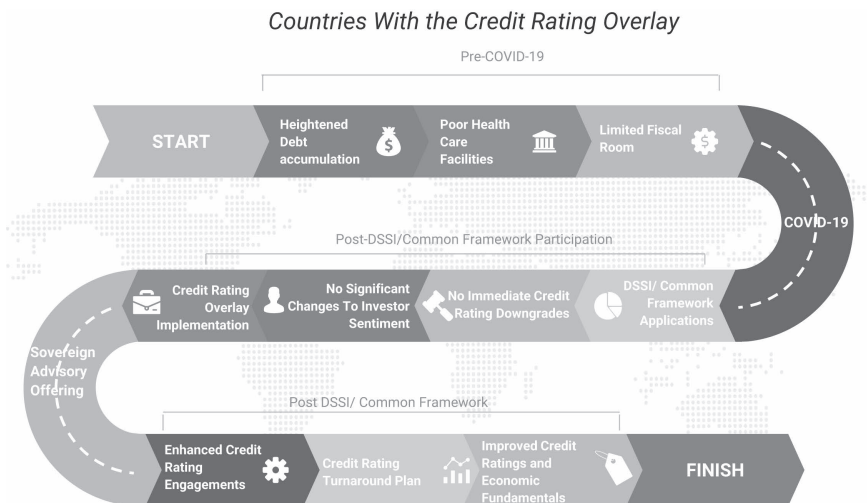 Countries With the Credit Rating Overlay
Pre-COVID-19
START
Heightened
Debt
accumulation
$
Poor Health
Care
Facilities
Limited Fiscal
Room
$
COVID-19
Post-DSSI/Common Framework Participation
DSSI/ Common
Framework
Applications
No Immediate Credit
Rating Downgrades
No Significant
Changes To Investor
Sentiment
Credit Rating
Overlay
Implementation
Sovereign
Advisory
Offering
Post DSSI/ Common Framework
Enhanced Credit
Rating
Engagements
Credit Rating
Turnaround Plan
Improved Credit
Ratings and
Economic
Fundamentals
FINISH